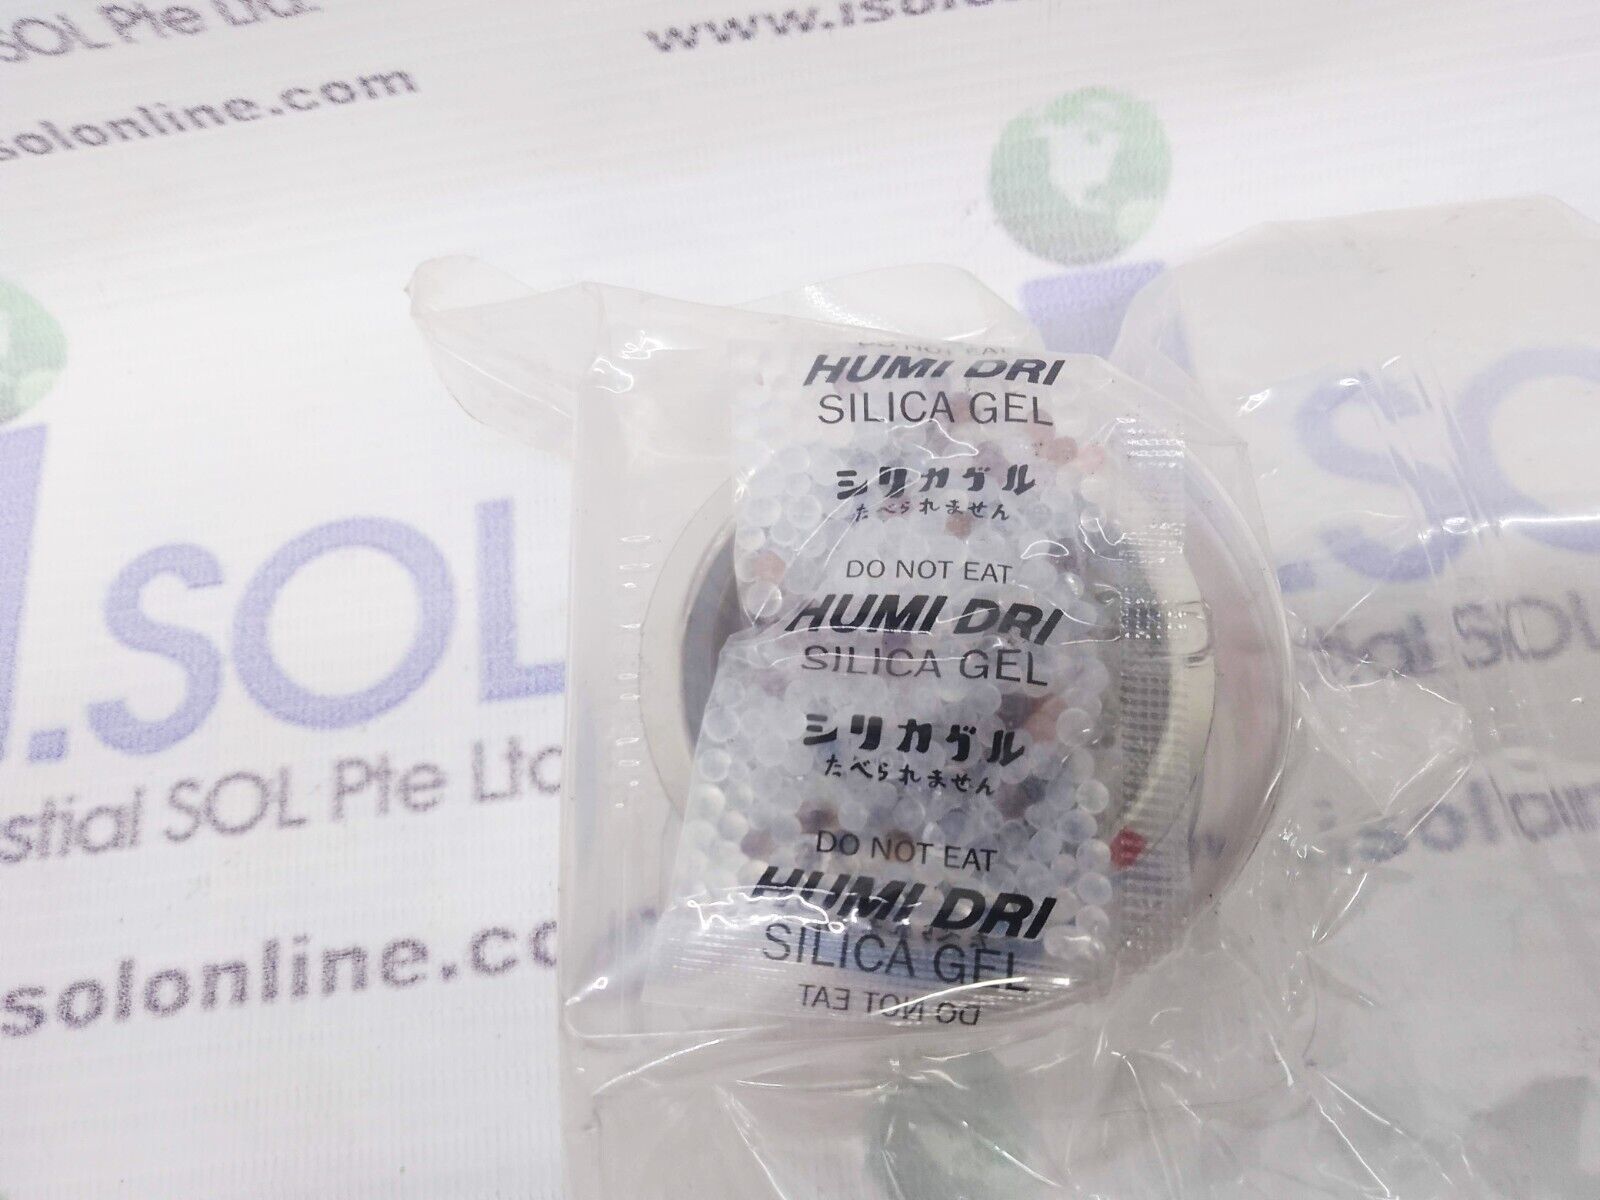 SOL Pte Ltd.
solonline.com
SOL
stial SOL Pte Ltd
solonline.co
DO NOT EAT
HUMI DRI
SILICA GEL
シリカゲル
たべられません
DO NOT EAT
HUMI DRI
SILICA GEL
シリカゲル
たべられません
DO NOT EAT
HUMI DRI
SILICA GEL
DO NOT EAT